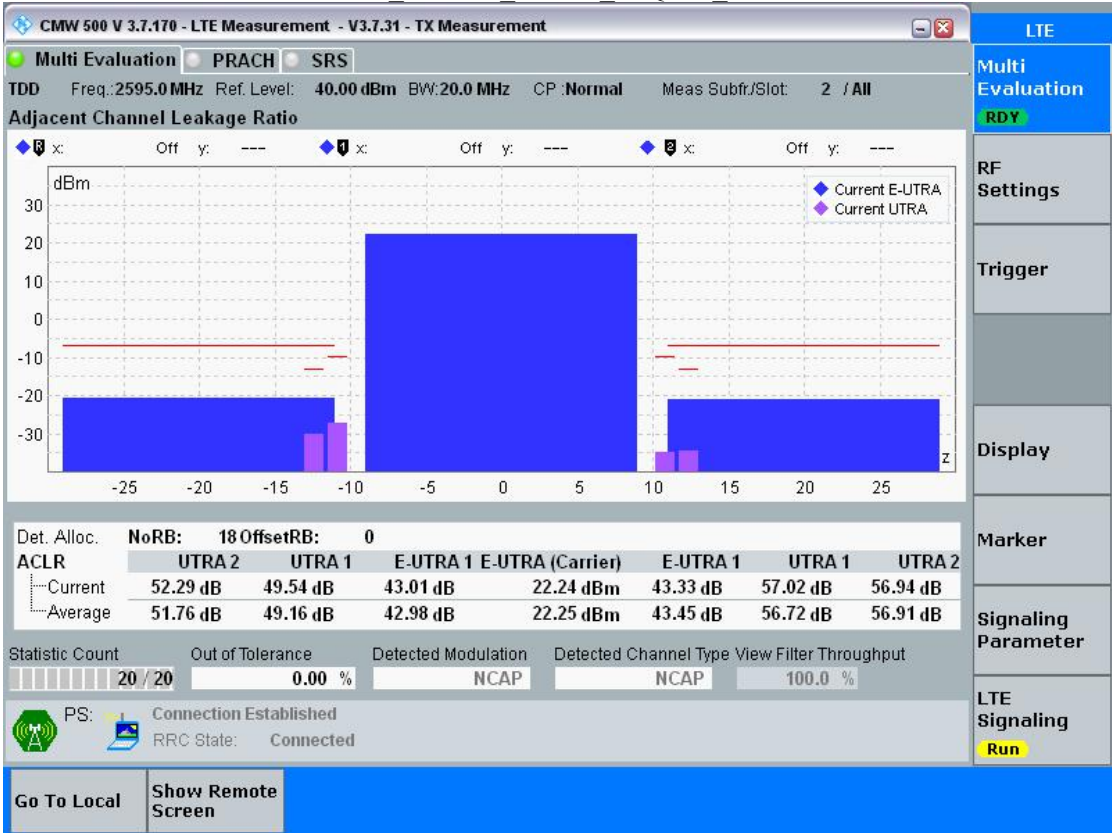 CMW 500 V 3.7.170 - LTE Measurement - V3.7.31 - TX Measurement
LTE
Multi Evaluation PRACH SRS
TDD Freq.:2595.0 MHz Ref. Level: 40.00 dBm BW:20.0 MHz CP :Normal Meas Subfr./Slot: 2 / All
Adjacent Channel Leakage Ratio
R x: Off y: --- 1 x: Off y: --- 2 x: Off y: ---
dBm
Current E-UTRA
Current UTRA
30
20
10
0
-10
-20
-30
z
-25 -20 -15 -10 -5 0 5 10 15 20 25
Det. Alloc. NoRB: 18 OffsetRB: 0
ACLR UTRA 2 UTRA 1 E-UTRA 1 E-UTRA (Carrier) E-UTRA 1 UTRA 1 UTRA 2
Current 52.29 dB 49.54 dB 43.01 dB 22.24 dBm 43.33 dB 57.02 dB 56.94 dB
Average 51.76 dB 49.16 dB 42.98 dB 22.25 dBm 43.45 dB 56.72 dB 56.91 dB
Statistic Count Out of Tolerance Detected Modulation Detected Channel Type View Filter Throughput
20 / 20 0.00 % NCAP NCAP 100.0 %
PS: Connection Established
RRC State: Connected
Multi
Evaluation
RDY
RF
Settings
Trigger
Display
Marker
Signaling
Parameter
LTE
Signaling
Run
Go To Local
Show Remote
Screen